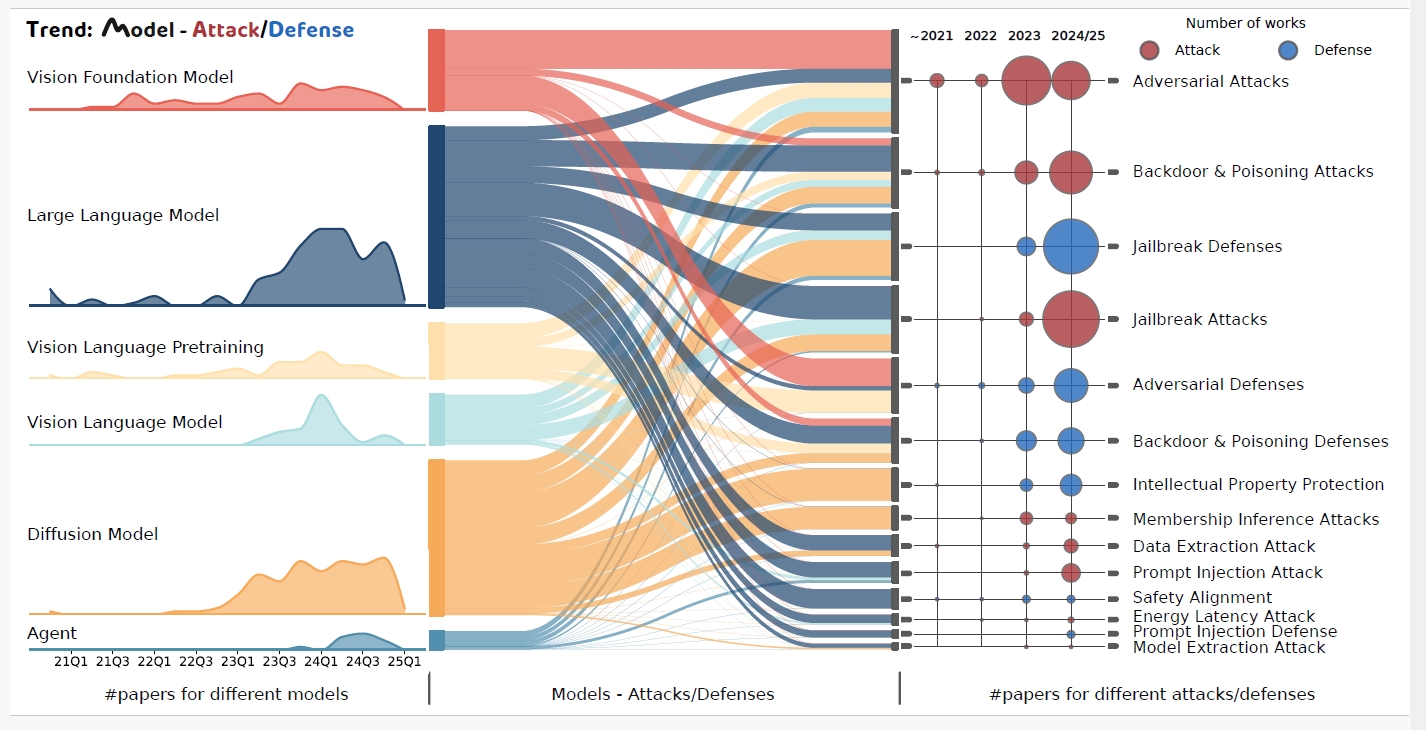 Trend: Model - Attack/Defense
Vision Foundation Model
Large Language Model
Vision Language Pretraining
Vision Language Model
Diffusion Model
Agent
21Q1 21Q3 22Q1 22Q3 23Q1 23Q3 24Q1 24Q3 25Q1
#papers for different models
Models - Attacks/Defenses
Number of works
Attack Defense
~2021 2022 2023 2024/25
Adversarial Attacks
Backdoor & Poisoning Attacks
Jailbreak Defenses
Jailbreak Attacks
Adversarial Defenses
Backdoor & Poisoning Defenses
Intellectual Property Protection
Membership Inference Attacks
Data Extraction Attack
Prompt Injection Attack
Safety Alignment
Energy Latency Attack
Prompt Injection Defense
Model Extraction Attack
#papers for different attacks/defenses